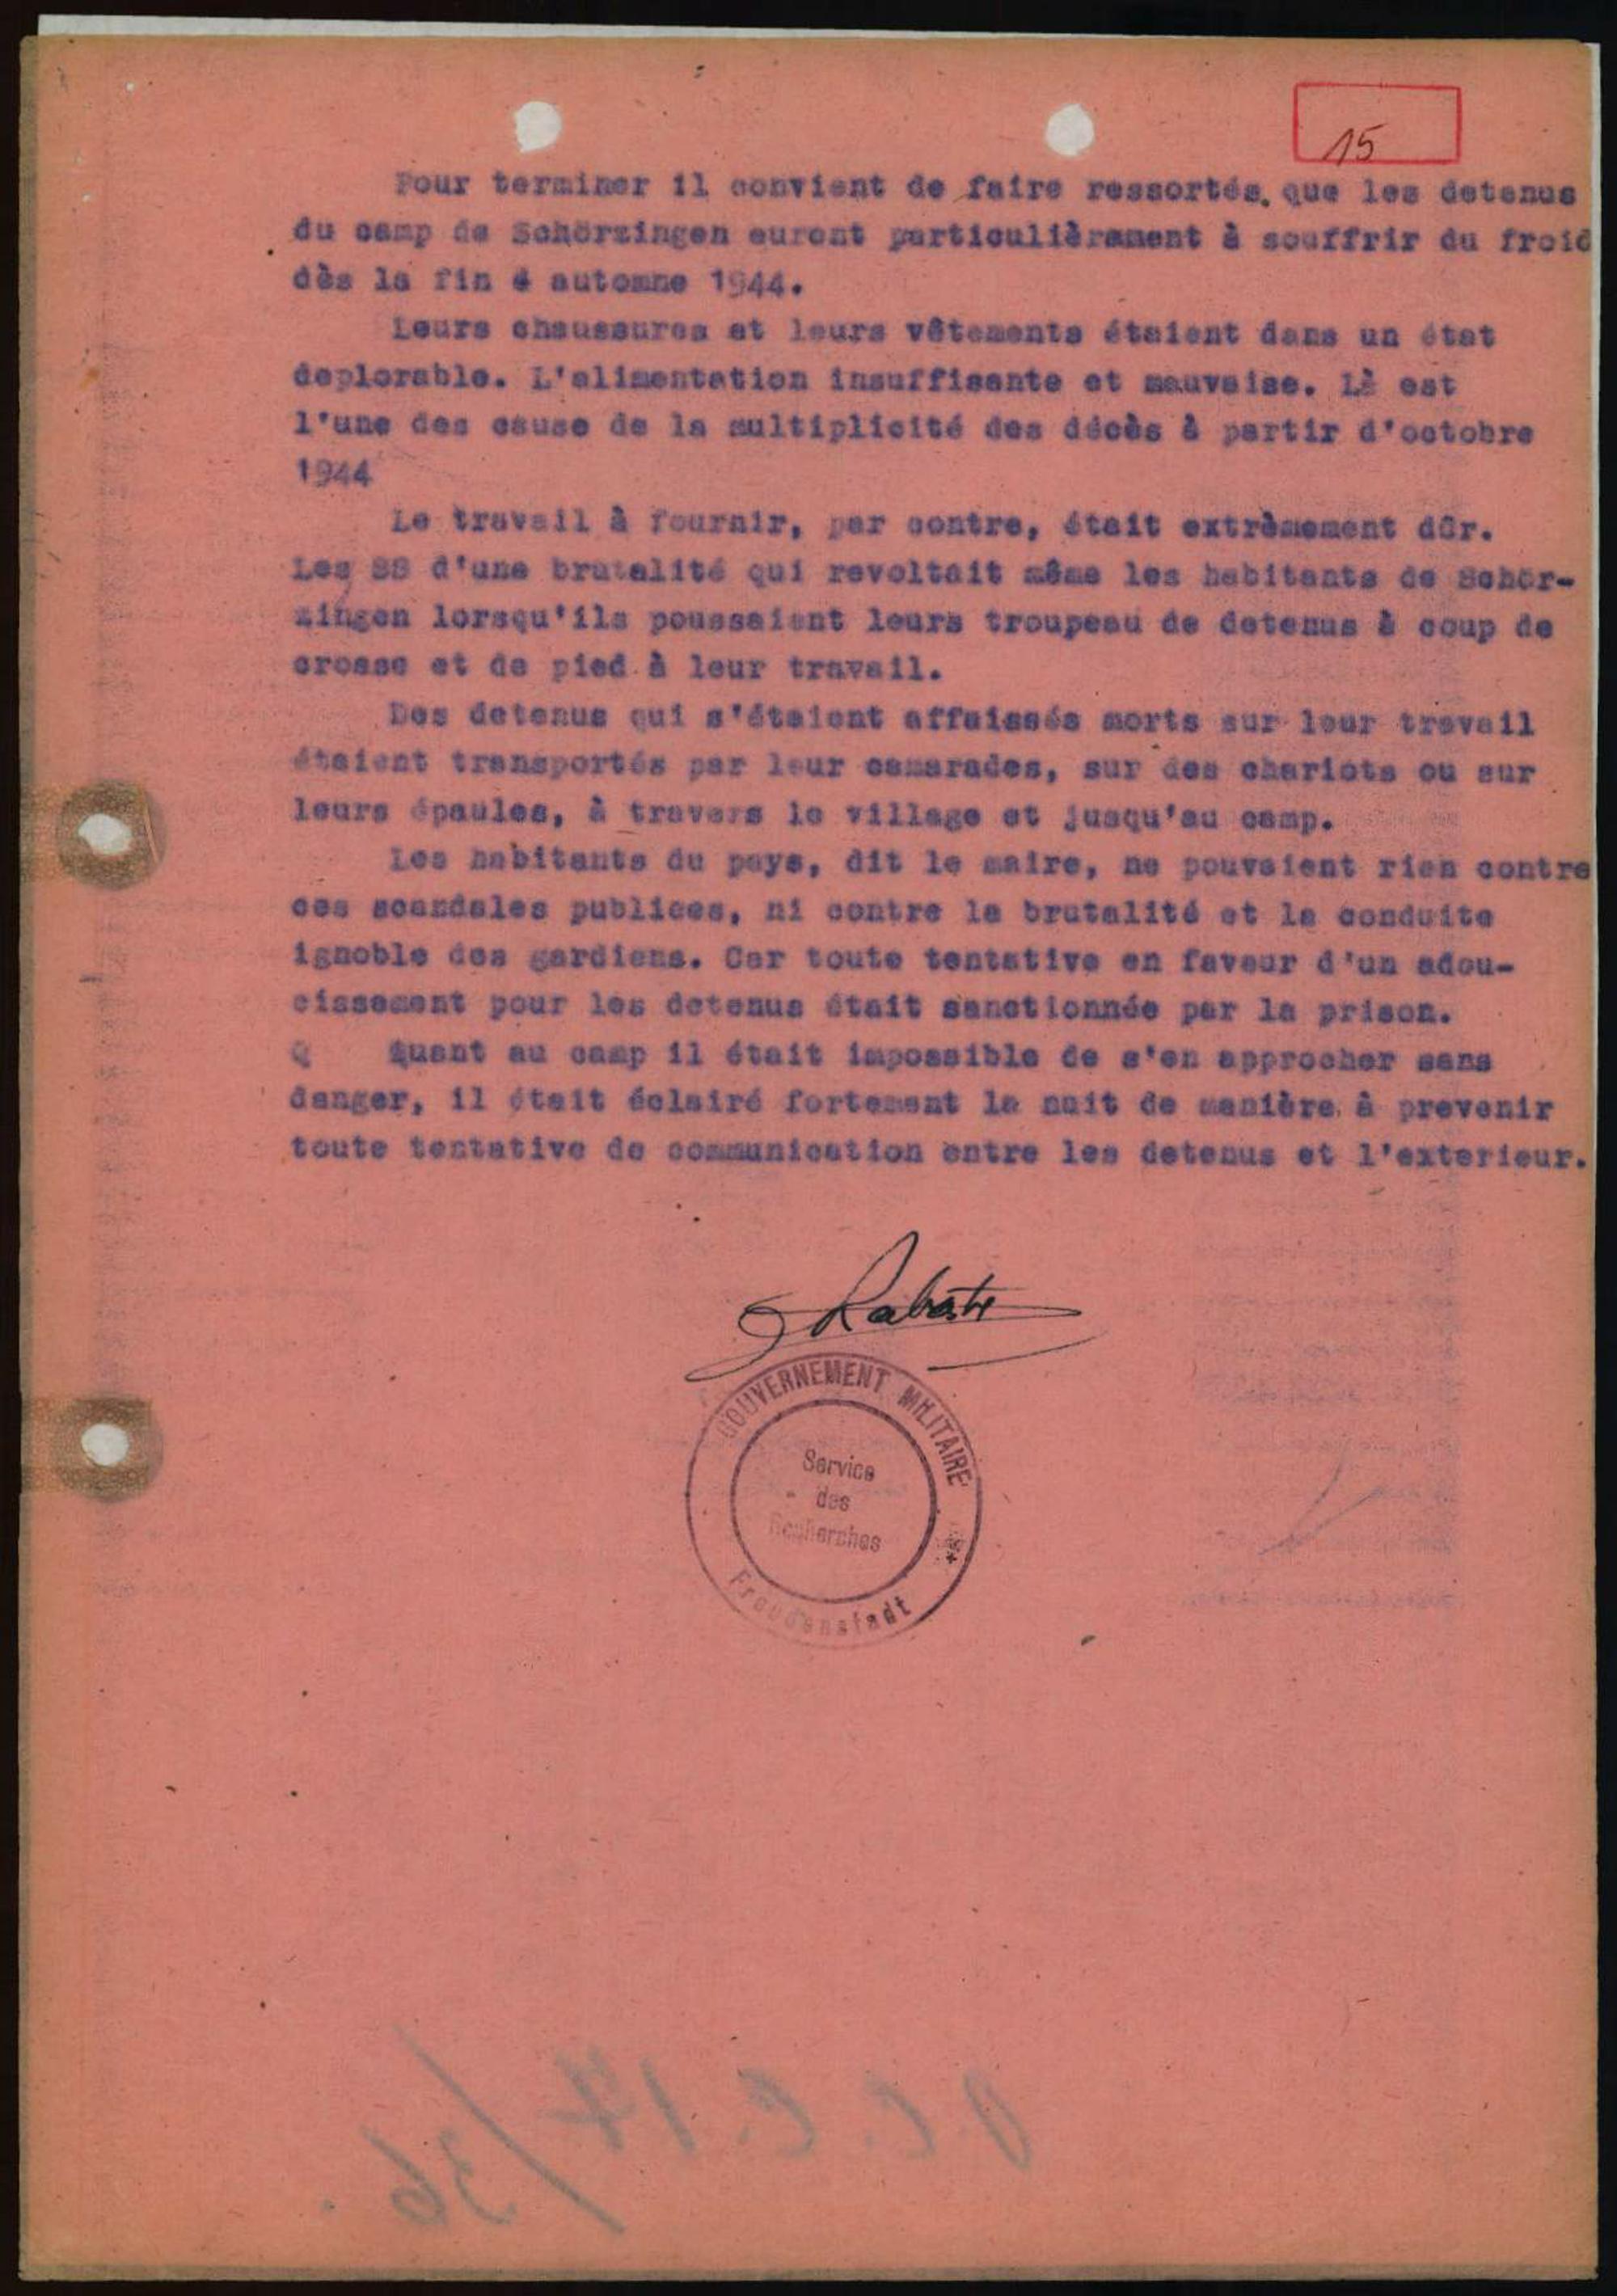 15
Pour terminer il convient de faire ressortés. que les detenus
du camp de Schörzingen eurent particulièrement à souffrir du froid
dès la fin d automne 1944.
Leurs chaussures et leurs vêtements étaient dans un état
deplorable. L'alimentation insuffisante et mauvaise. Là est
l'une des cause de la multiplicité des décès à partir d'octobre
1944
Le travail à fournir, par contre, était extrèmement dûr.
Les SS d'une brutalité qui revoltait même les habitants de Schör-
zingen lorsqu'ils poussaient leurs troupeau de detenus à coup de
crosse et de pied à leur travail.
Des detenus qui s'étaient affaissés morts sur leur travail
étaient transportés par leur camarades, sur des chariots ou sur
leurs épaules, à travers le village et jusqu'au camp.
Les habitants du pays, dit le maire, ne pouvaient rien contre
ces scandales publices, ni contre la brutalité et la conduite
ignoble des gardiens. Car toute tentative en faveur d'un adou-
cissement pour les detenus était sanctionnée par la prison.
Q Quant au camp il était impossible de s'en approcher sans
danger, il était éclairé fortement la nuit de manière à prevenir
toute tentative de communication entre les detenus et l'exterieur.
GOUVERNEMENT MILITAIRE
Service
des
Recherches
Freudenstadt